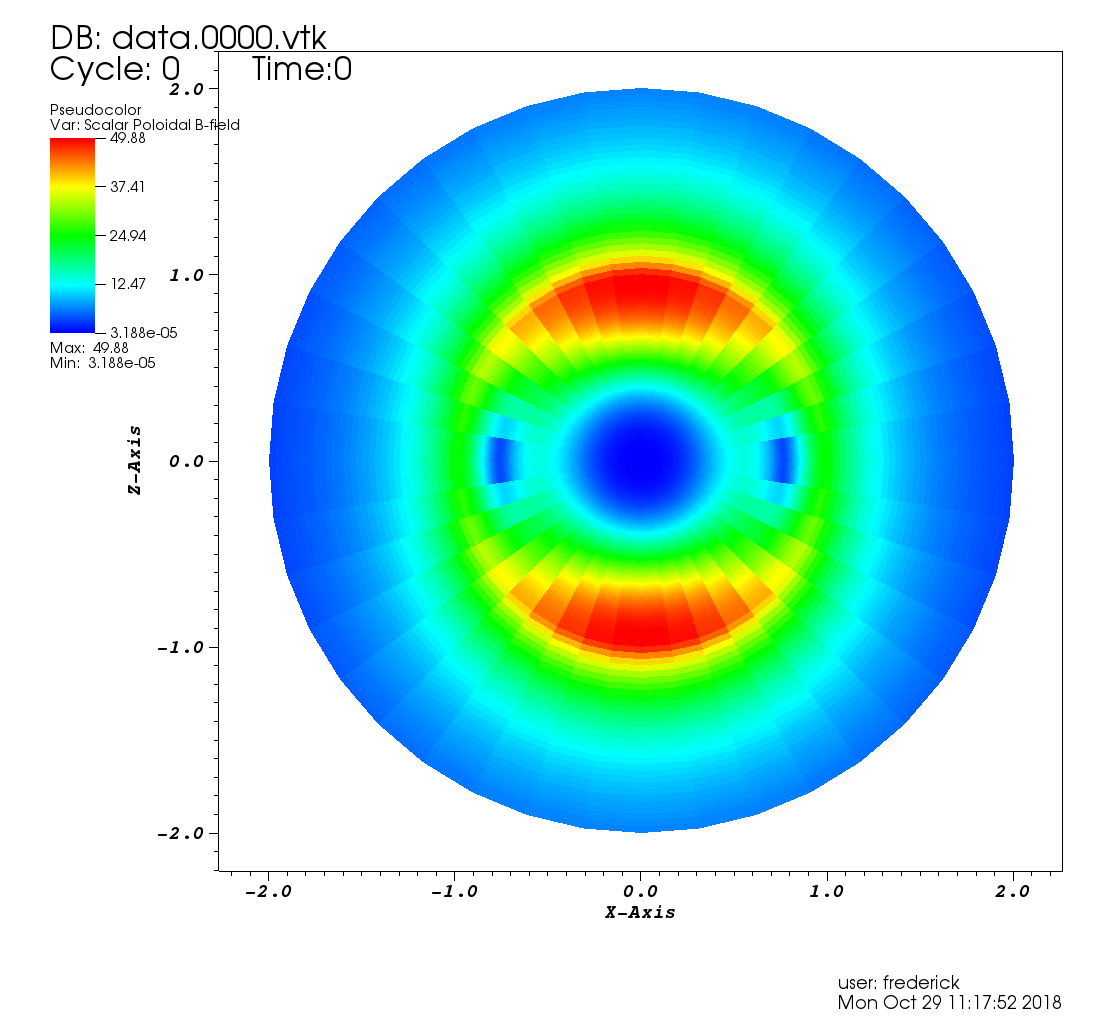 DB: data.0000.vtk
Cycle: 0 Time:0
Pseudocolor
Var: Scalar Poloidal B-field
49.88
37.41
24.94
12.47
3.188e-05
Max: 49.88
Min: 3.188e-05
2.0
1.0
0.0
-1.0
-2.0
Z-Axis
-2.0 -1.0 0.0 1.0 2.0
X-Axis
user: frederick
Mon Oct 29 11:17:52 2018